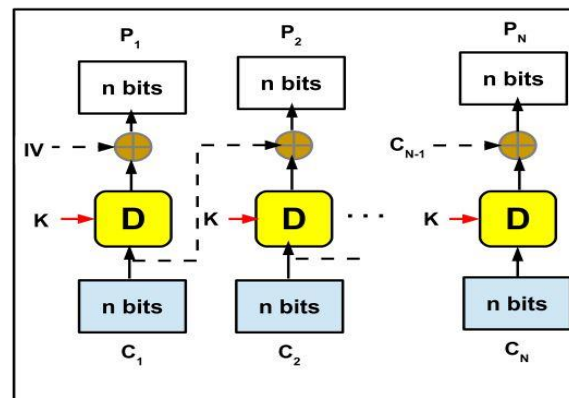 P1 P2 PN
n bits n bits n bits
IV CN-1
K D K D . . . K D
n bits n bits n bits
C1 C2 CN